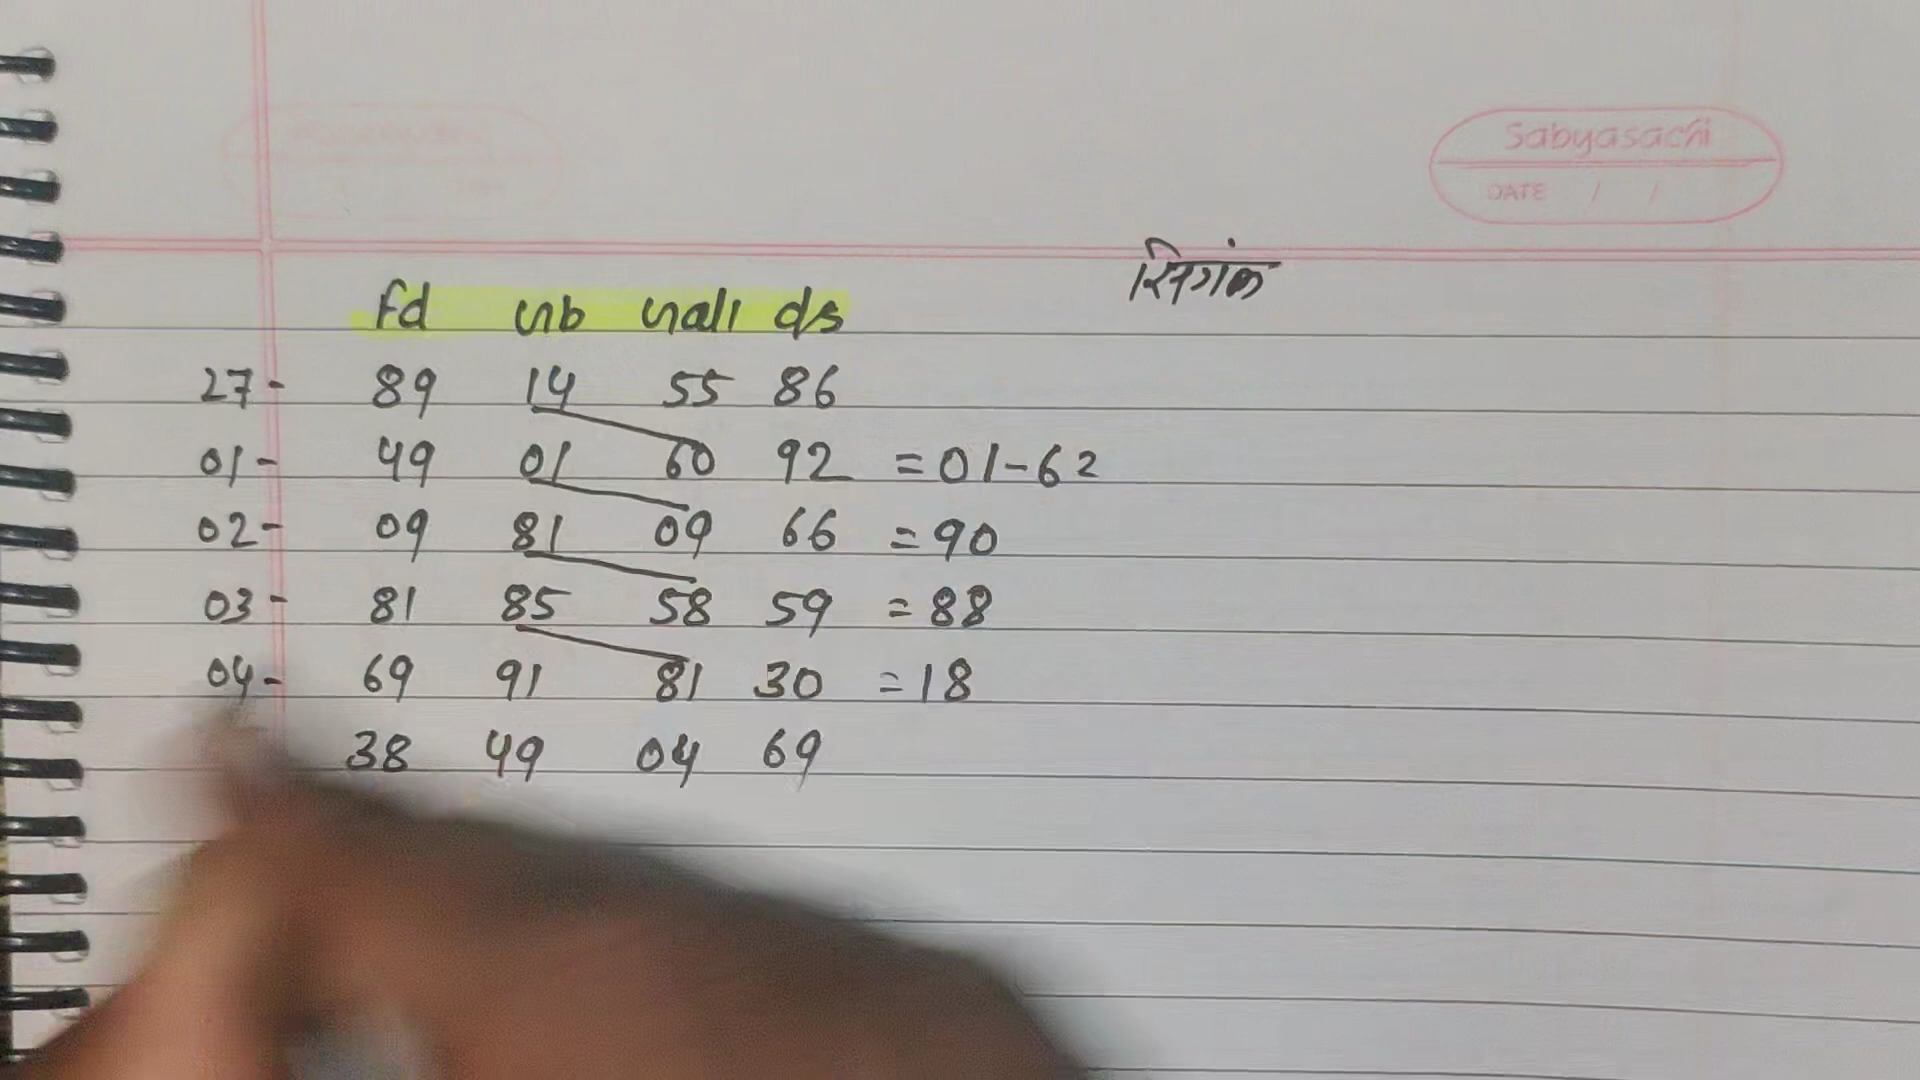 Sabyasachi
DATE / /
सिगंल
Fd gb gali ds
27- 89 14 55 86
01- 49 01 60 92 =01-62
02- 09 81 09 66 =90
03- 81 85 58 59 =88
04- 69 91 81 30 =18
38 49 04 69